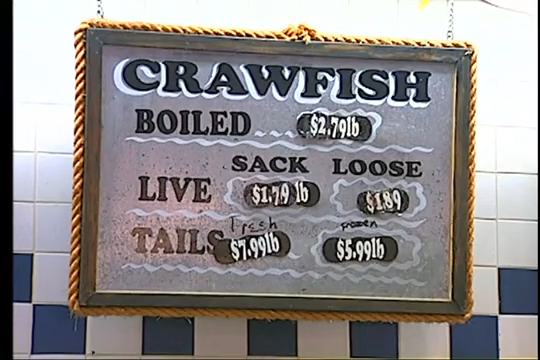 CRAWFISH
BOILED .... $2.79lb
SACK LOOSE
LIVE $1.79 lb $1.89
Fresh frozen
TAILS $7.99lb $5.99lb